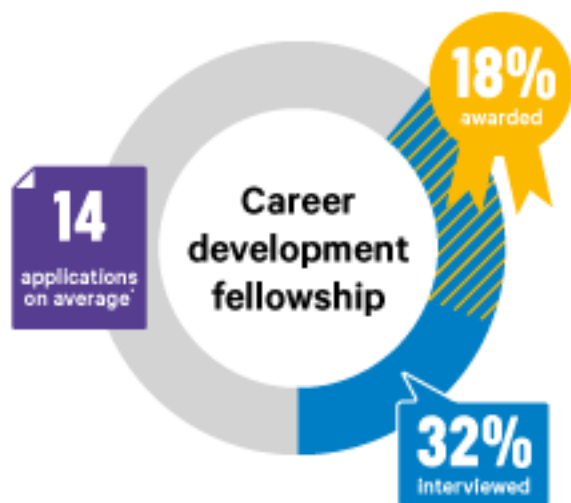 18%
awarded
14
applications
on average*
Career
development
fellowship
32%
interviewed